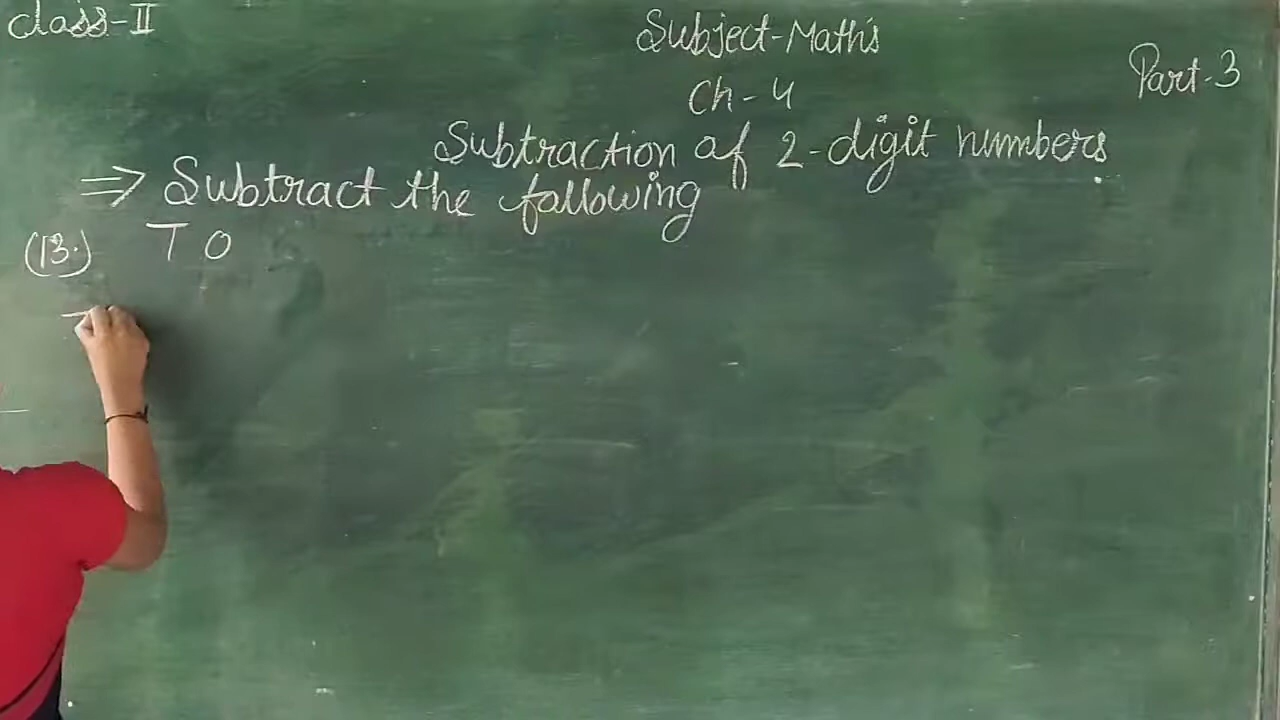 Class-II
Subject-Maths
Part-3
Ch-4
Subtraction of 2-digit numbers
⇒ Subtract the following
(13.) T O
-